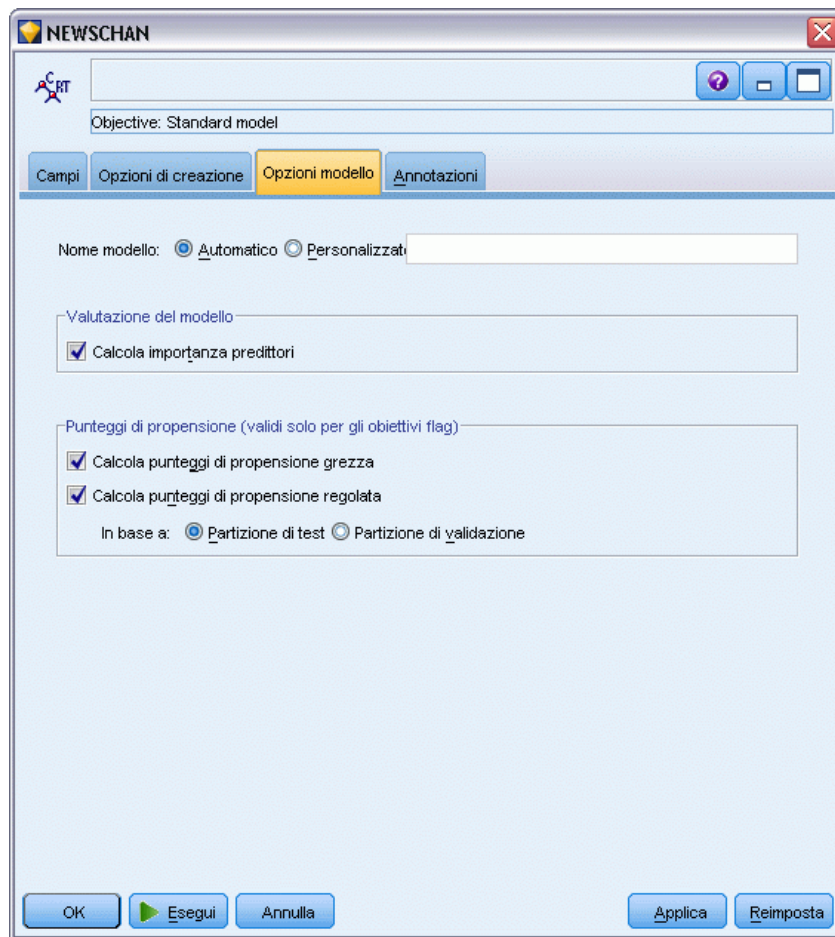 NEWSCHAN
C RT
Objective: Standard model
Campi Opzioni di creazione Opzioni modello Annotazioni
Nome modello: Automatico Personalizzato
Valutazione del modello
Calcola importanza predittori
Punteggi di propensione (validi solo per gli obiettivi flag)
Calcola punteggi di propensione grezza
Calcola punteggi di propensione regolata
In base a: Partizione di test Partizione di validazione
OK Esegui Annulla Applica Reimposta